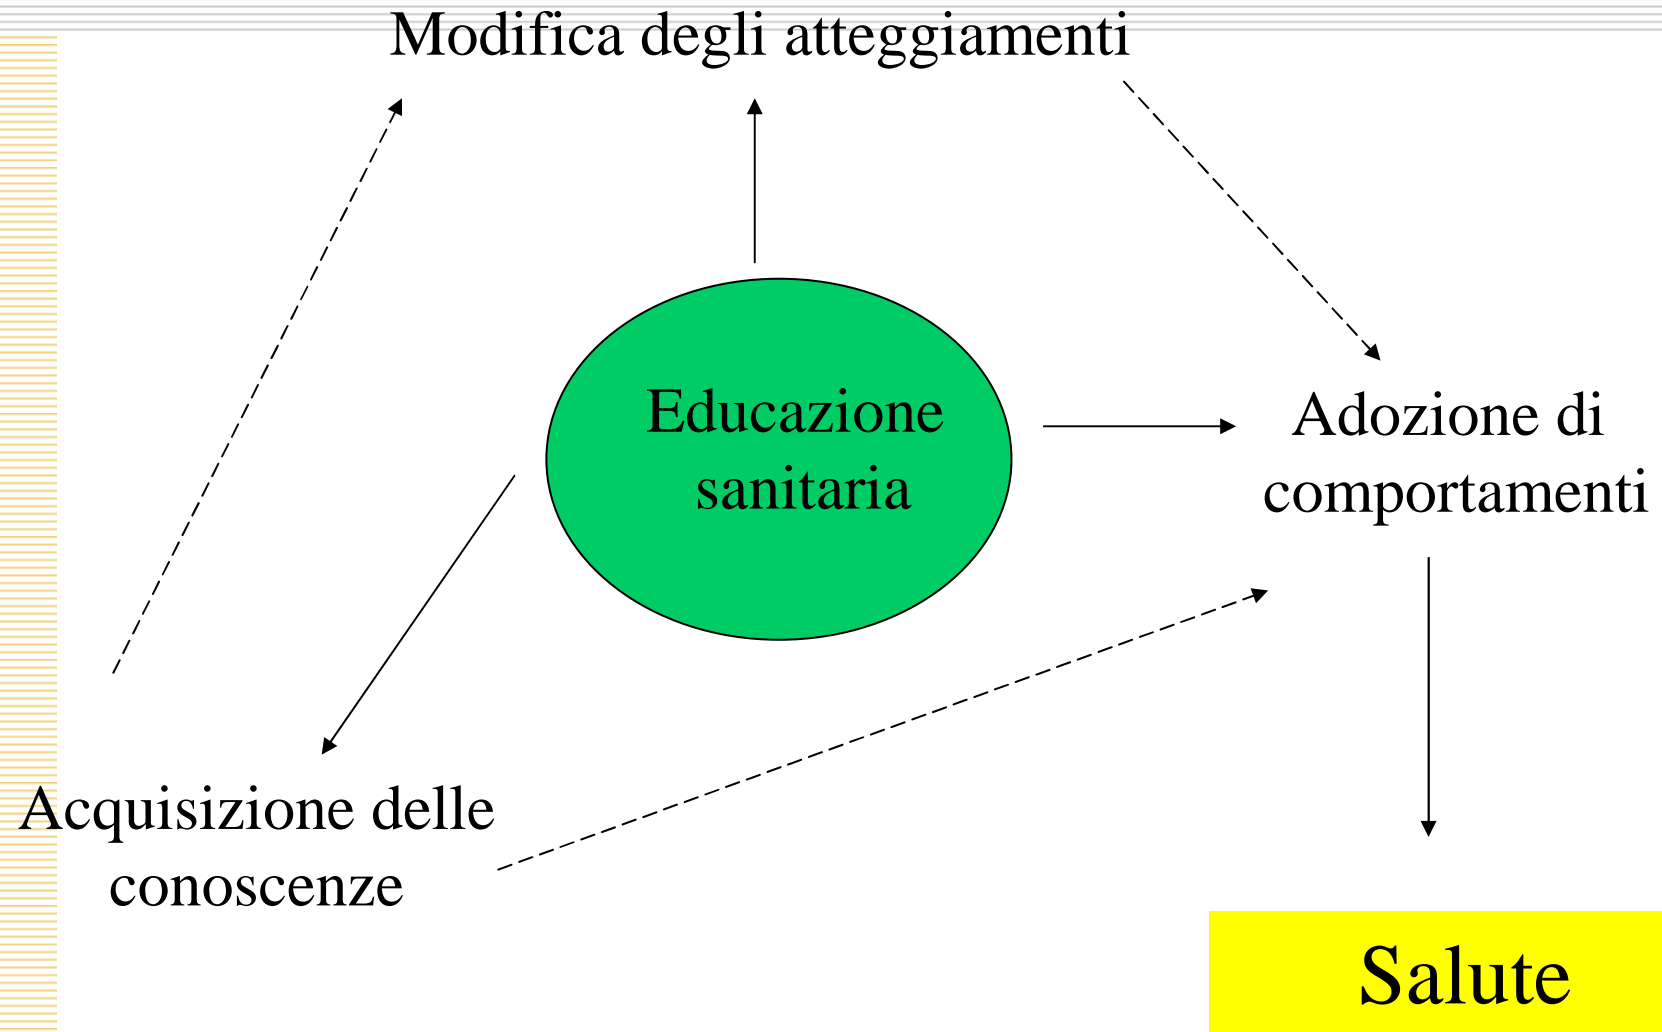 Modifica degli atteggiamenti
Educazione
sanitaria
Adozione di
comportamenti
Acquisizione delle
conoscenze
Salute